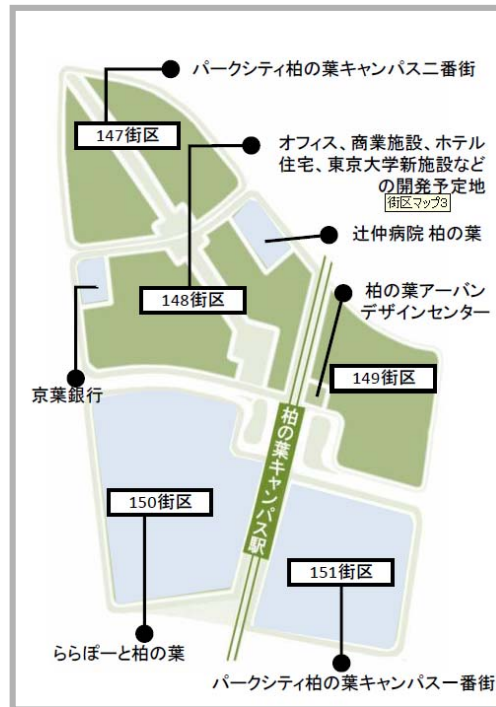 パークシティ柏の葉キャンパス二番街
147街区
オフィス、商業施設、ホテル
住宅、東京大学新施設など
の開発予定地
街区マップ3
辻仲病院 柏の葉
148街区
柏の葉アーバン
デザインセンター
149街区
京葉銀行
柏の葉キャンパス駅
150街区
151街区
ららぽーと柏の葉
パークシティ柏の葉キャンパス一番街